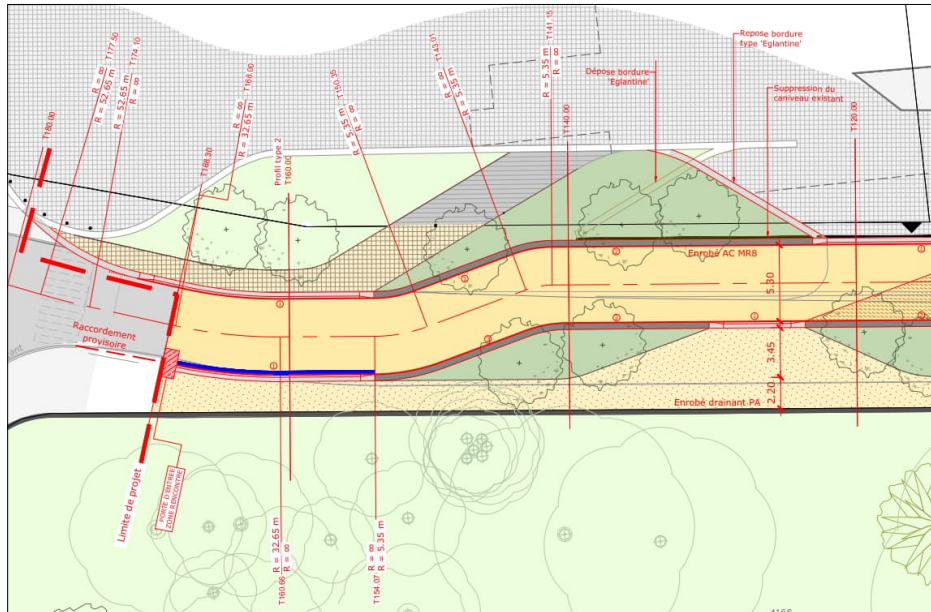 T180.00
R = ∞
R = 52.65 m
T177.50
R = 52.65 m
R = ∞
T174.10
T168.30
R = ∞
R = 32.65 m
T168.00
Profil type 2
T160.00
R = ∞
R = 5.35 m
T150.35
R = 5.35 m
R = ∞
T143.01
R = 5.35 m
R = ∞
T141.15
T140.00
Dépose bordure
'Eglantine'
Repose bordure
type 'Eglantine'
Suppression du
caniveau existant
T120.00
Enrobé AC MR8
5.30
3.45
2.20
Enrobé drainant PA
Raccordement
provisoire
Limite de projet
PORTE D'ENTREE
ZONE RENCONTRE
T160.66
R = 32.65 m
R = ∞
T154.07
R = ∞
R = 5.35 m